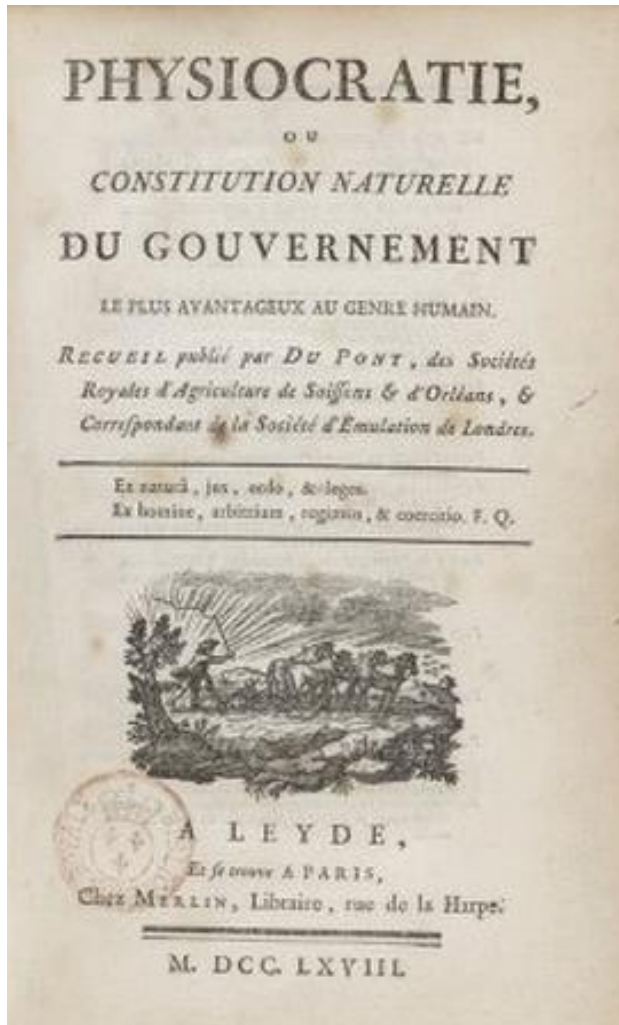 PHYSIOCRATIE,
OU
CONSTITUTION NATURELLE
DU GOUVERNEMENT
LE PLUS AVANTAGEUX AU GENRE HUMAIN.
RECUEIL publié par DU PONT, des Sociétés
Royales d'Agriculture de Soissons & d'Orléans, &
Correspondant de la Société d'Emulation de Londres.
Ex naturâ, jus, ordo, & leges.
Ex homine, arbitrium, regimen, & coercitio. F. Q.
A LEYDE,
Et se trouve A PARIS,
Chez MERLIN, Libraire, rue de la Harpe.
M. DCC. LXVIII.